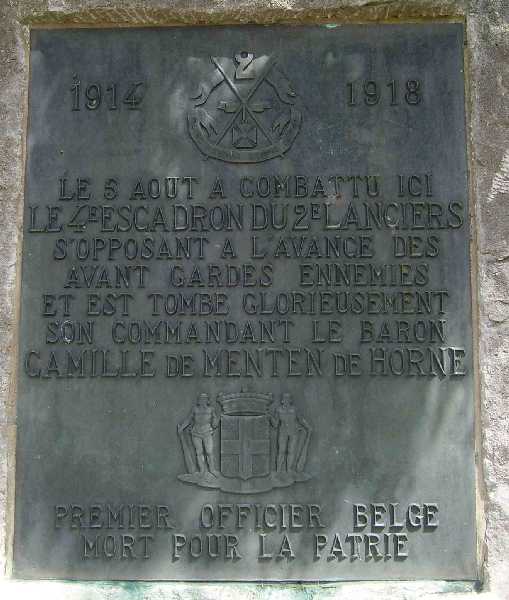 2
1914 1918
LE 5 AOUT A COMBATTU ICI
LE 4E ESCADRON DU 2E LANCIERS
S'OPPOSANT A L'AVANCE DES
AVANT GARDES ENNEMIES
ET EST TOMBE GLORIEUSEMENT
SON COMMANDANT LE BARON
CAMILLE DE MENTEN DE HORNE
PREMIER OFFICIER BELGE
MORT POUR LA PATRIE